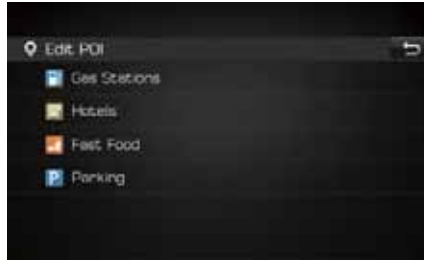 Edit POI
Gas Stations
Hotels
Fast Food
P Parking